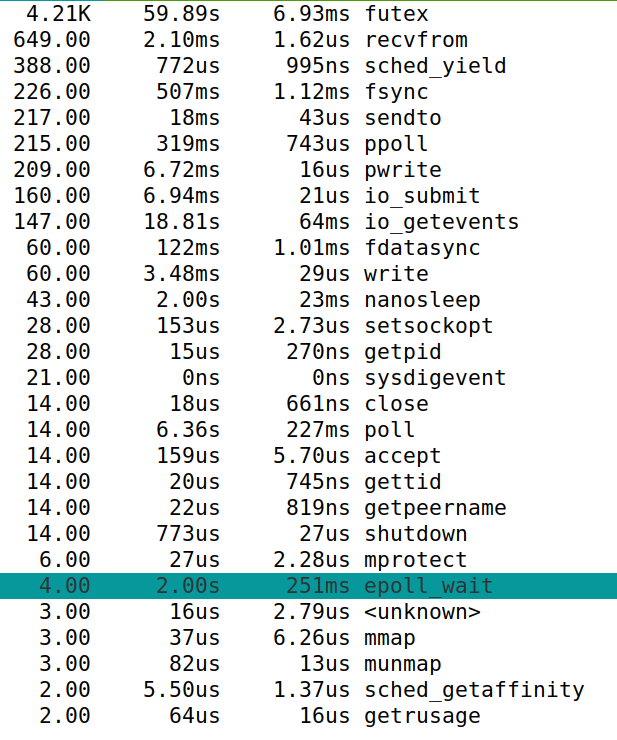 4.21K 59.89s 6.93ms futex
649.00 2.10ms 1.62us recvfrom
388.00 772us 995ns sched_yield
226.00 507ms 1.12ms fsync
217.00 18ms 43us sendto
215.00 319ms 743us ppoll
209.00 6.72ms 16us pwrite
160.00 6.94ms 21us io_submit
147.00 18.81s 64ms io_getevents
60.00 122ms 1.01ms fdatasync
60.00 3.48ms 29us write
43.00 2.00s 23ms nanosleep
28.00 153us 2.73us setsockopt
28.00 15us 270ns getpid
21.00 0ns 0ns sysdigevent
14.00 18us 661ns close
14.00 6.36s 227ms poll
14.00 159us 5.70us accept
14.00 20us 745ns gettid
14.00 22us 819ns getpeername
14.00 773us 27us shutdown
6.00 27us 2.28us mprotect
4.00 2.00s 251ms epoll_wait
3.00 16us 2.79us <unknown>
3.00 37us 6.26us mmap
3.00 82us 13us munmap
2.00 5.50us 1.37us sched_getaffinity
2.00 64us 16us getrusage